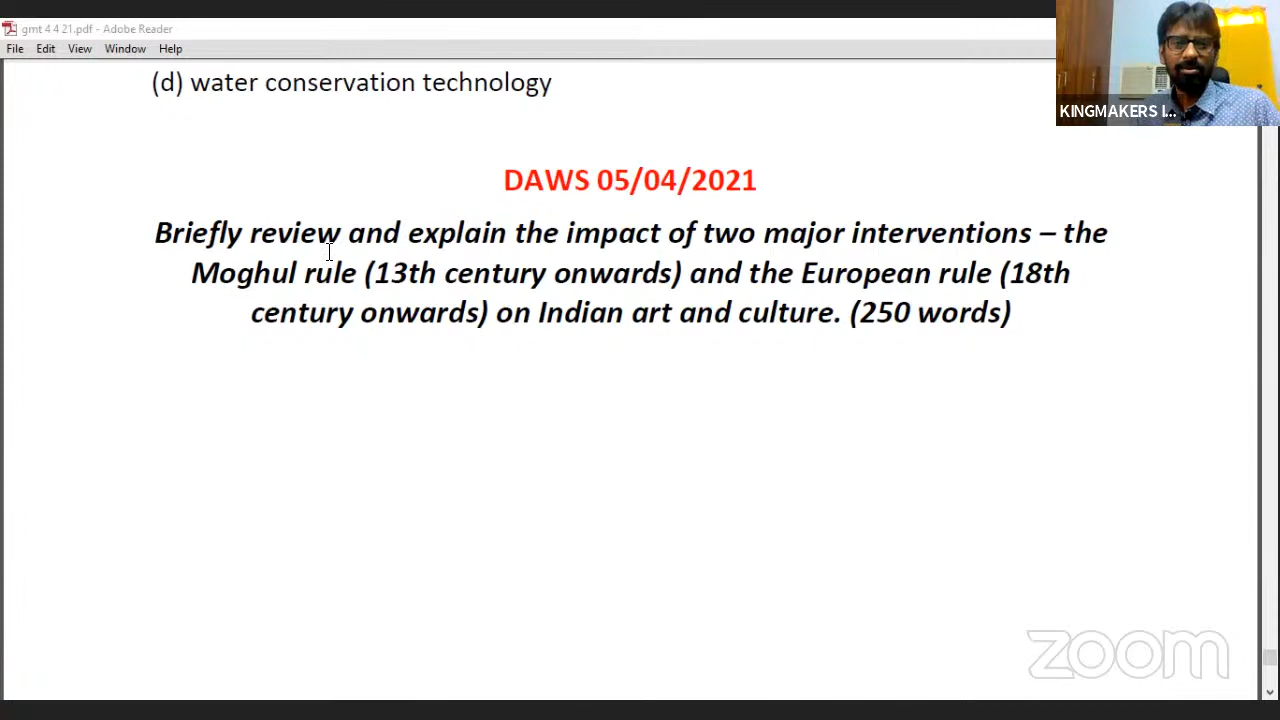 gmt 4 4 21.pdf - Adobe Reader
File Edit View Window Help
KINGMAKERS I...
(d) water conservation technology
DAWS 05/04/2021
Briefly review and explain the impact of two major interventions – the
Moghul rule (13th century onwards) and the European rule (18th
century onwards) on Indian art and culture. (250 words)
zoom